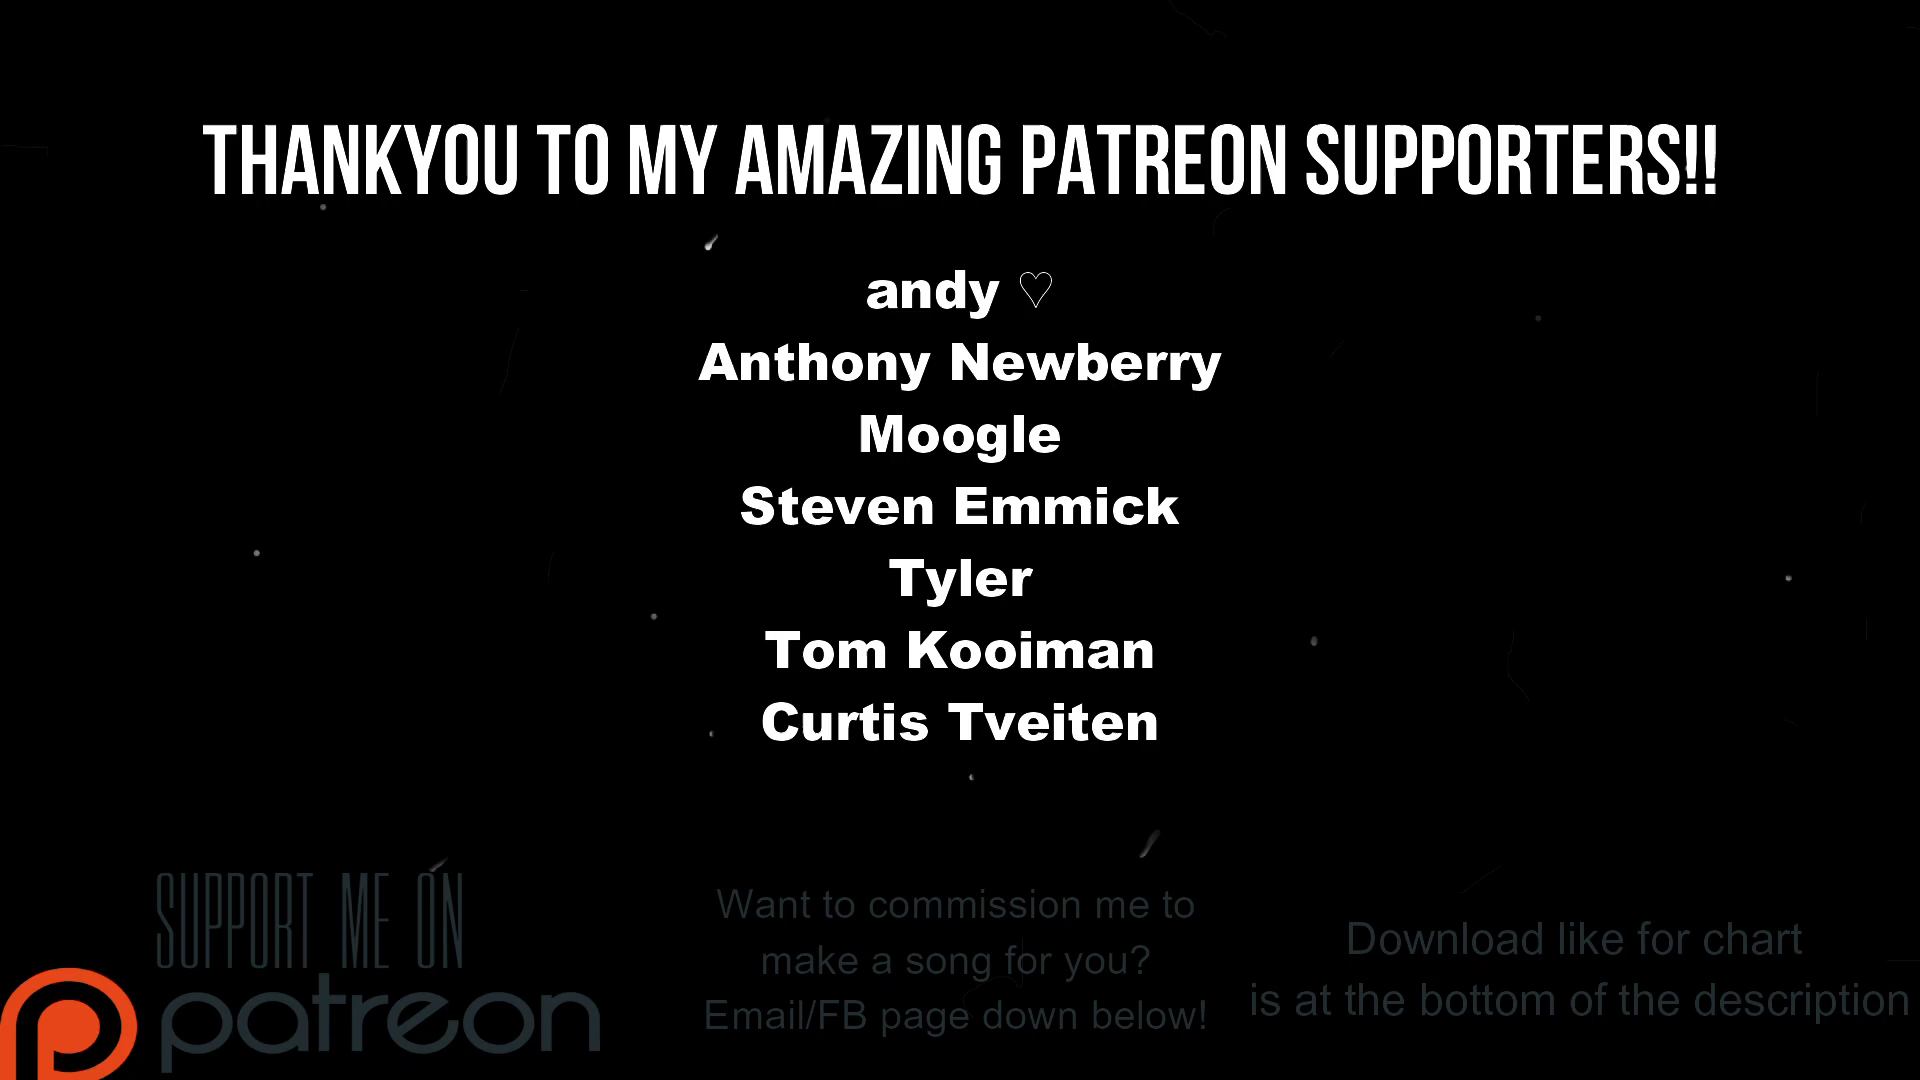 THANKYOU TO MY AMAZING PATREON SUPPORTERS!!
andy ♡
Anthony Newberry
Moogle
Steven Emmick
Tyler
Tom Kooiman
Curtis Tveiten
SUPPORT ME ON
patreon
Want to commission me to
make a song for you?
Email/FB page down below!
Download like for chart
is at the bottom of the description